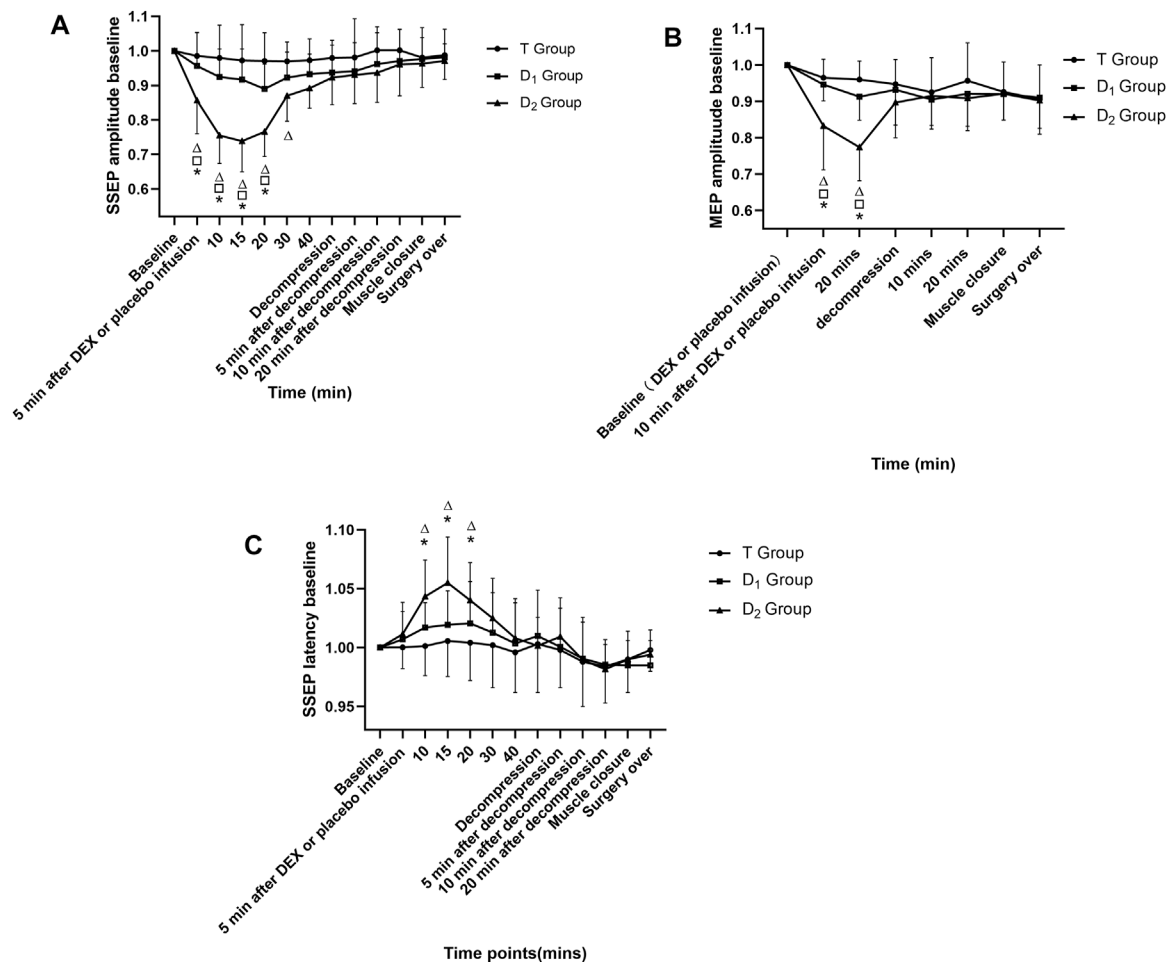 A
SSEP amplitude baseline
1.1
1.0
0.9
0.8
0.7
0.6
Δ
□
*
Δ
□
*
Δ
□
*
Δ
□
*
Δ
Baseline
5 min after DEX or placebo infusion
10
15
20
30
40
Decompression
5 min after decompression
10 min after decompression
20 min after decompression
Muscle closure
Surgery over
Time (min)
T Group
D1 Group
D2 Group
B
MEP amplituude baseline
1.1
1.0
0.9
0.8
0.7
0.6
Δ
□
*
Δ
□
*
Baseline（ DEX or placebo infusion）
10 min after DEX or placebo infusion
20 mins
decompression
10 mins
20 mins
Muscle closure
Surgery over
Time (min)
T Group
D1 Group
D2 Group
C
SSEP latency baseline
1.10
1.05
1.00
0.95
Δ
*
Δ
*
Δ
*
Baseline
5 min after DEX or placebo infusion
10
15
20
30
40
Decompression
5 min after decompression
10 min after decompression
20 min after decompression
Muscle closure
Surgery over
Time points(mins)
T Group
D1 Group
D2 Group